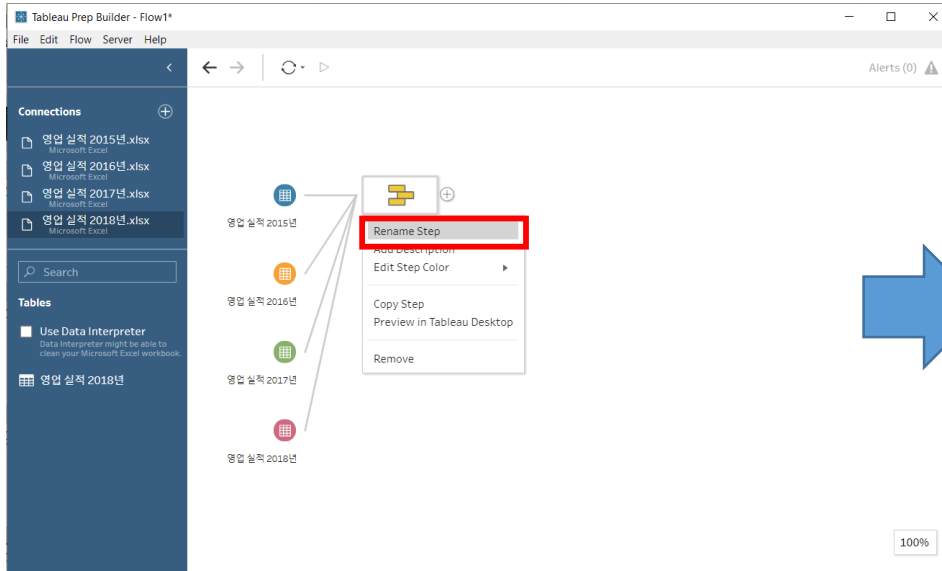 Tableau Prep Builder - Flow1*
File Edit Flow Server Help
Alerts (0)
Connections
영업 실적 2015년.xlsx
Microsoft Excel
영업 실적 2016년.xlsx
Microsoft Excel
영업 실적 2017년.xlsx
Microsoft Excel
영업 실적 2018년.xlsx
Microsoft Excel
Search
Tables
Use Data Interpreter
Data Interpreter might be able to
clean your Microsoft Excel workbook.
영업 실적 2018년
영업 실적 2015년
영업 실적 2016년
영업 실적 2017년
영업 실적 2018년
Rename Step
Add Description
Edit Step Color
Copy Step
Preview in Tableau Desktop
Remove
100%